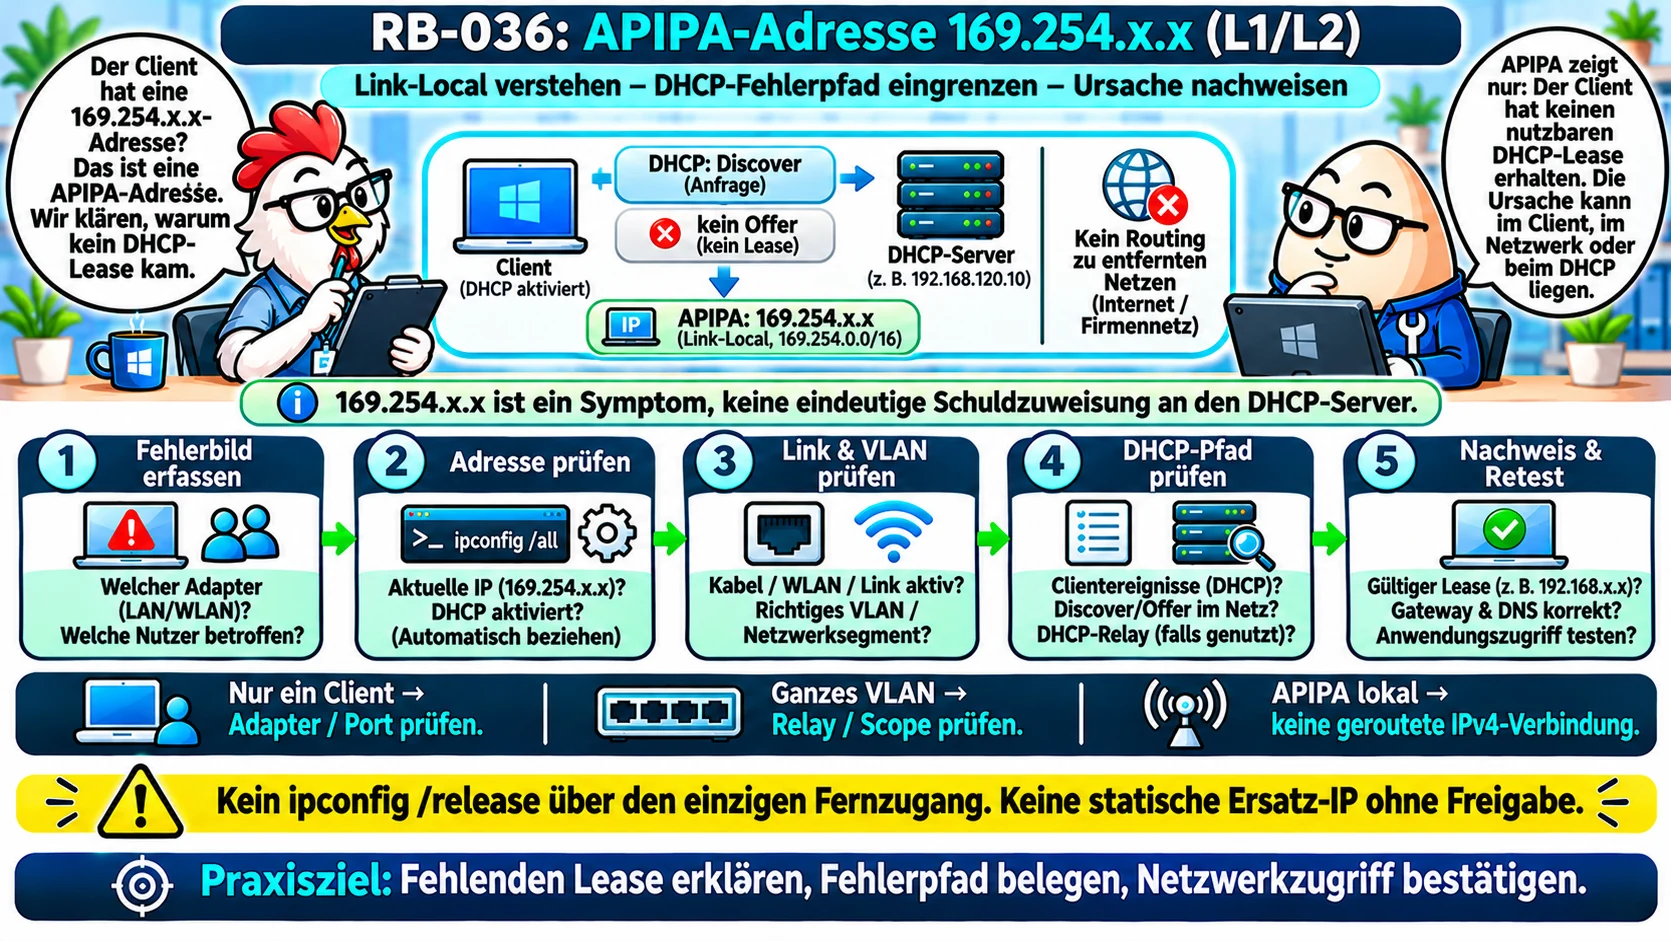 RB-036: APIPA-Adresse 169.254.x.x (L1/L2)
Link-Local verstehen – DHCP-Fehlerpfad eingrenzen – Ursache nachweisen
Der Client
hat eine
169.254.x.x-
Adresse?
Das ist eine
APIPA-Adresse.
Wir klären, warum
kein DHCP-
Lease kam.
DHCP: Discover
(Anfrage)
kein Offer
(kein Lease)
Client
(DHCP aktiviert)
DHCP-Server
(z. B. 192.168.120.10)
IP
APIPA: 169.254.x.x
(Link-Local, 169.254.0.0/16)
Kein Routing
zu entfernten
Netzen
(Internet /
Firmennetz)
APIPA zeigt
nur: Der Client
hat keinen
nutzbaren
DHCP-Lease
erhalten. Die
Ursache kann
im Client, im
Netzwerk oder
beim DHCP
liegen.
i 169.254.x.x ist ein Symptom, keine eindeutige Schuldzuweisung an den DHCP-Server.
1 Fehlerbild
erfassen
Welcher Adapter
(LAN/WLAN)?
Welche Nutzer betroffen?
2 Adresse prüfen
>_ ipconfig /all
Aktuelle IP (169.254.x.x)?
DHCP aktiviert?
(Automatisch beziehen)
3 Link & VLAN
prüfen
Kabel / WLAN / Link aktiv?
Richtiges VLAN /
Netzwerksegment?
4 DHCP-Pfad
prüfen
Clientereignisse (DHCP)?
Discover/Offer im Netz?
DHCP-Relay (falls genutzt)?
5 Nachweis &
Retest
Gültiger Lease (z. B. 192.168.x.x)?
Gateway & DNS korrekt?
Anwendungszugriff testen?
Nur ein Client →
Adapter / Port prüfen.
Ganzes VLAN →
Relay / Scope prüfen.
APIPA lokal →
keine geroutete IPv4-Verbindung.
! Kein ipconfig /release über den einzigen Fernzugang. Keine statische Ersatz-IP ohne Freigabe.
Praxisziel: Fehlenden Lease erklären, Fehlerpfad belegen, Netzwerkzugriff bestätigen.